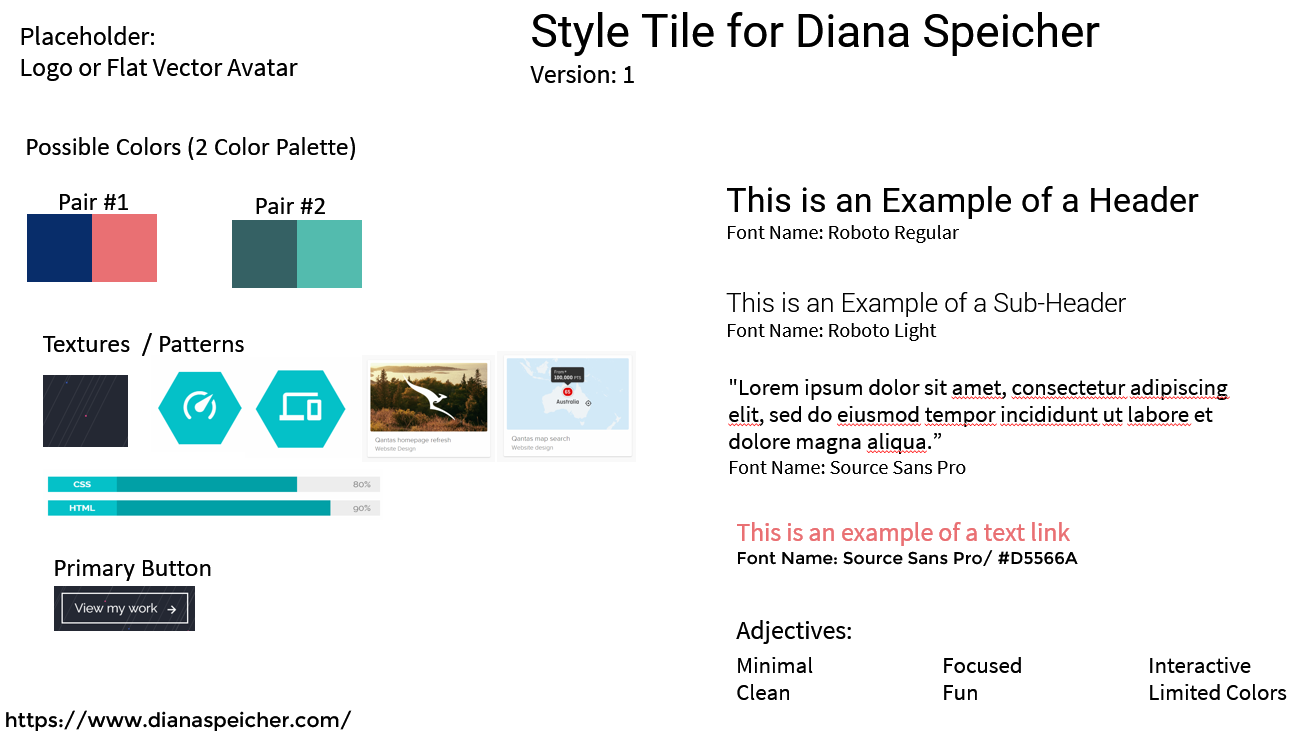 Placeholder:
Logo or Flat Vector Avatar
Style Tile for Diana Speicher
Version: 1
Possible Colors (2 Color Palette)
Pair #1
Pair #2
Textures / Patterns
Qantas homepage refresh
Website Design
From*
100,000 PTS
Australia
Qantas map search
Website design
CSS
80%
HTML
90%
Primary Button
View my work →
https://www.dianaspeicher.com/
This is an Example of a Header
Font Name: Roboto Regular
This is an Example of a Sub-Header
Font Name: Roboto Light
"Lorem ipsum dolor sit amet, consectetur adipiscing
elit, sed do eiusmod tempor incididunt ut labore et
dolore magna aliqua.”
Font Name: Source Sans Pro
This is an example of a text link
Font Name: Source Sans Pro/ #D5566A
Adjectives:
Minimal
Focused
Interactive
Clean
Fun
Limited Colors